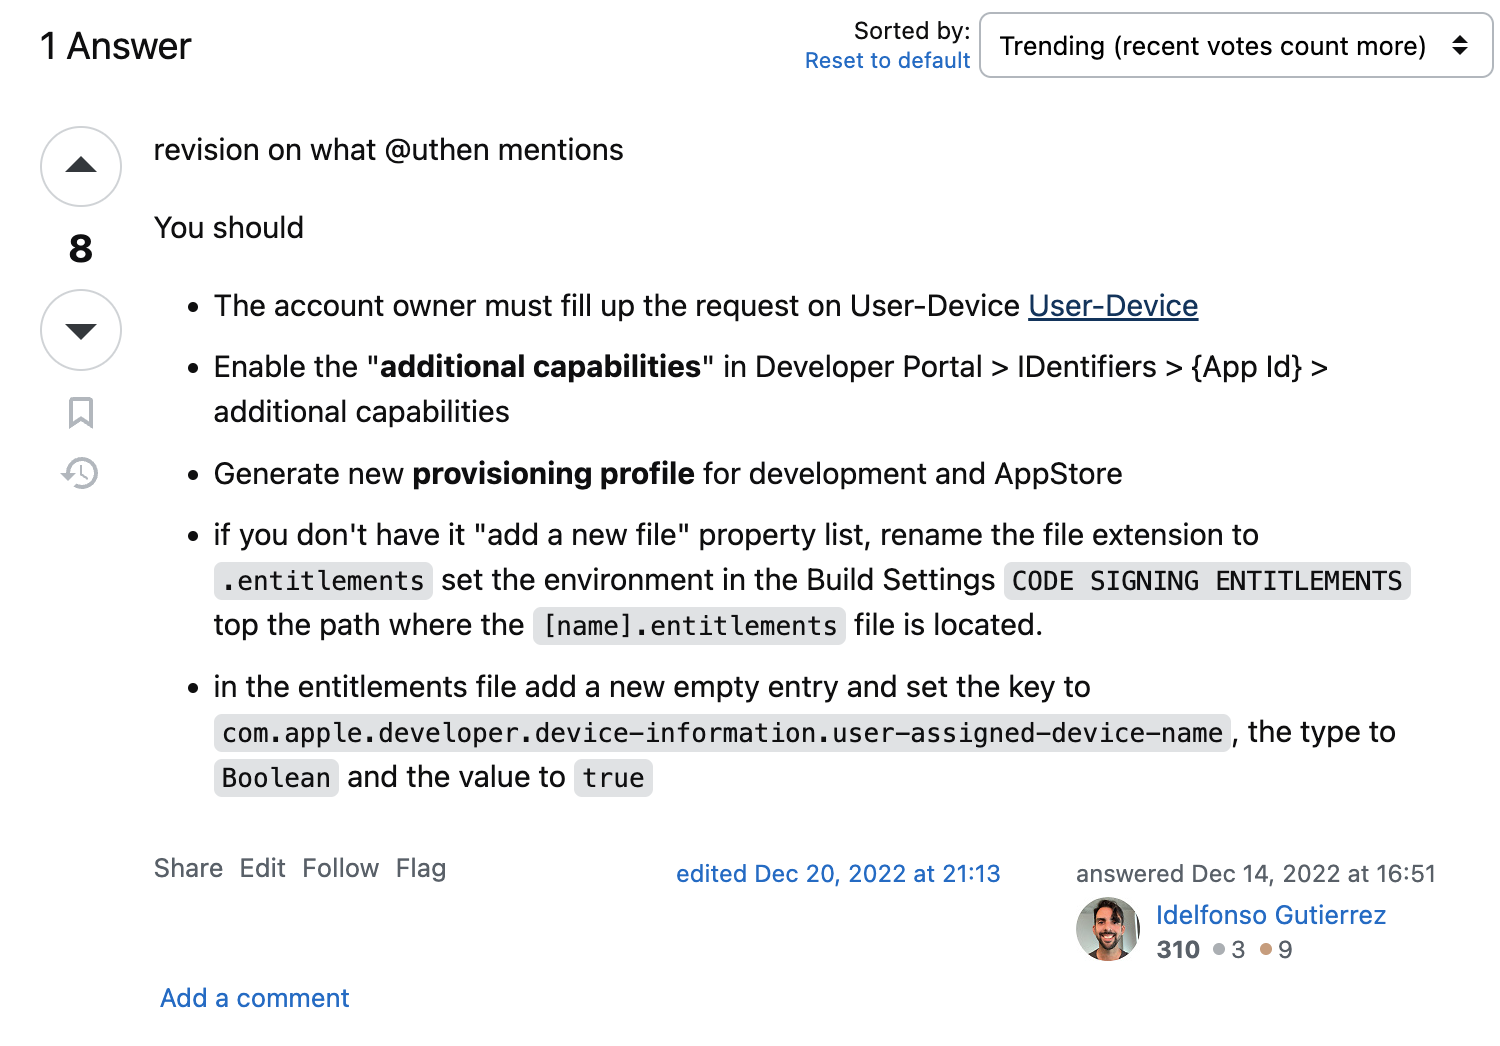 1 Answer
Sorted by:
Reset to default
Trending (recent votes count more)
revision on what @uthen mentions
8
You should
• The account owner must fill up the request on User-Device User-Device
• Enable the "additional capabilities" in Developer Portal > IDentifiers > {App Id} >
additional capabilities
• Generate new provisioning profile for development and AppStore
• if you don't have it "add a new file" property list, rename the file extension to
.entitlements set the environment in the Build Settings CODE SIGNING ENTITLEMENTS
top the path where the [name].entitlements file is located.
• in the entitlements file add a new empty entry and set the key to
com.apple.developer.device-information.user-assigned-device-name, the type to
Boolean and the value to true
Share Edit Follow Flag
edited Dec 20, 2022 at 21:13
answered Dec 14, 2022 at 16:51
Idelfonso Gutierrez
310 ●3 ●9
Add a comment